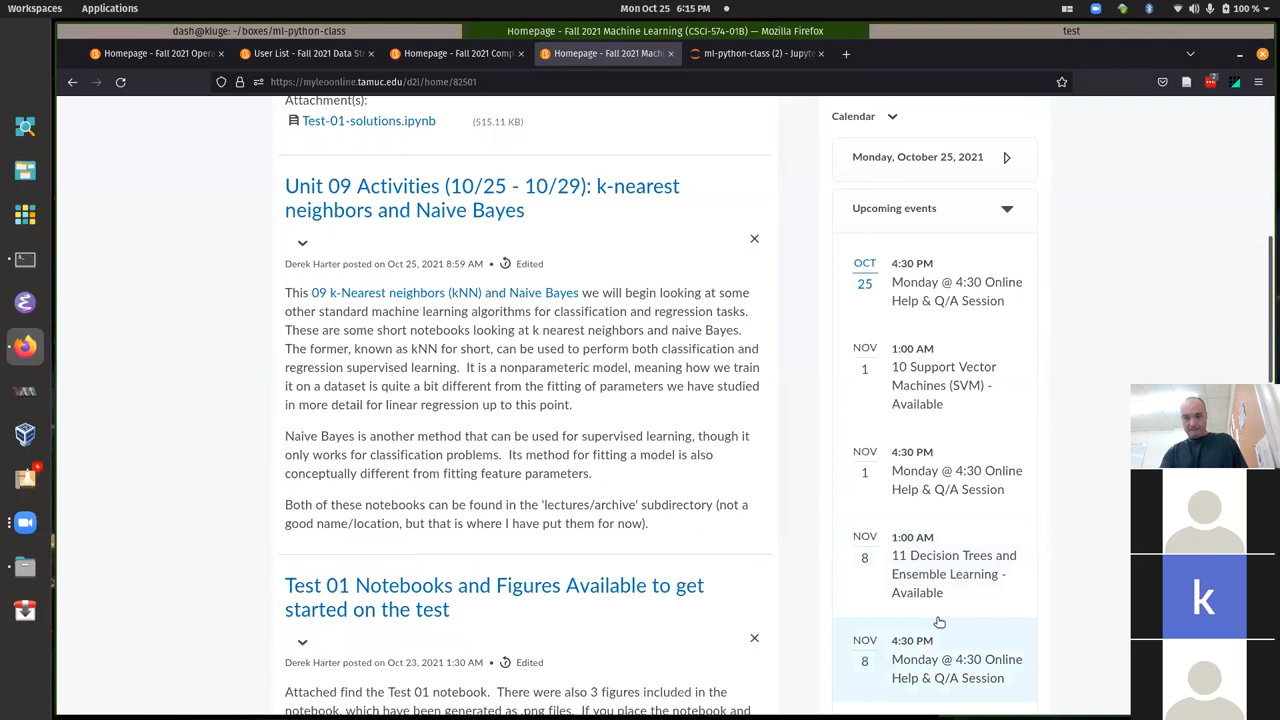 Workspaces
Applications
Mon Oct 25 6:15 PM
100 %
dash@kluge: ~/boxes/ml-python-class
Homepage - Fall 2021 Machine Learning (CSCI-574-01B) — Mozilla Firefox
test
Homepage - Fall 2021 Opera
User List - Fall 2021 Data St
Homepage - Fall 2021 Comp
Homepage - Fall 2021 Mach
ml-python-class (2) - Jupyte
https://myleoonline.tamuc.edu/d2l/home/82501
Attachment(s):
Test-01-solutions.ipynb (515.11 KB)
Unit 09 Activities (10/25 - 10/29): k-nearest
neighbors and Naive Bayes
Derek Harter posted on Oct 25, 2021 8:59 AM • Edited
This 09 k-Nearest neighbors (kNN) and Naive Bayes we will begin looking at some
other standard machine learning algorithms for classification and regression tasks.
These are some short notebooks looking at k nearest neighbors and naive Bayes.
The former, known as kNN for short, can be used to perform both classification and
regression supervised learning. It is a nonparameteric model, meaning how we train
it on a dataset is quite a bit different from the fitting of parameters we have studied
in more detail for linear regression up to this point.
Naive Bayes is another method that can be used for supervised learning, though it
only works for classification problems. Its method for fitting a model is also
conceptually different from fitting feature parameters.
Both of these notebooks can be found in the 'lectures/archive' subdirectory (not a
good name/location, but that is where I have put them for now).
Test 01 Notebooks and Figures Available to get
started on the test
Derek Harter posted on Oct 23, 2021 1:30 AM • Edited
Attached find the Test 01 notebook. There were also 3 figures included in the
notebook, which have been generated as .png files. If you place the notebook and
Calendar
Monday, October 25, 2021
Upcoming events
OCT
25
4:30 PM
Monday @ 4:30 Online
Help & Q/A Session
NOV
1
1:00 AM
10 Support Vector
Machines (SVM) -
Available
NOV
1
4:30 PM
Monday @ 4:30 Online
Help & Q/A Session
NOV
8
1:00 AM
11 Decision Trees and
Ensemble Learning -
Available
NOV
8
4:30 PM
Monday @ 4:30 Online
Help & Q/A Session
k